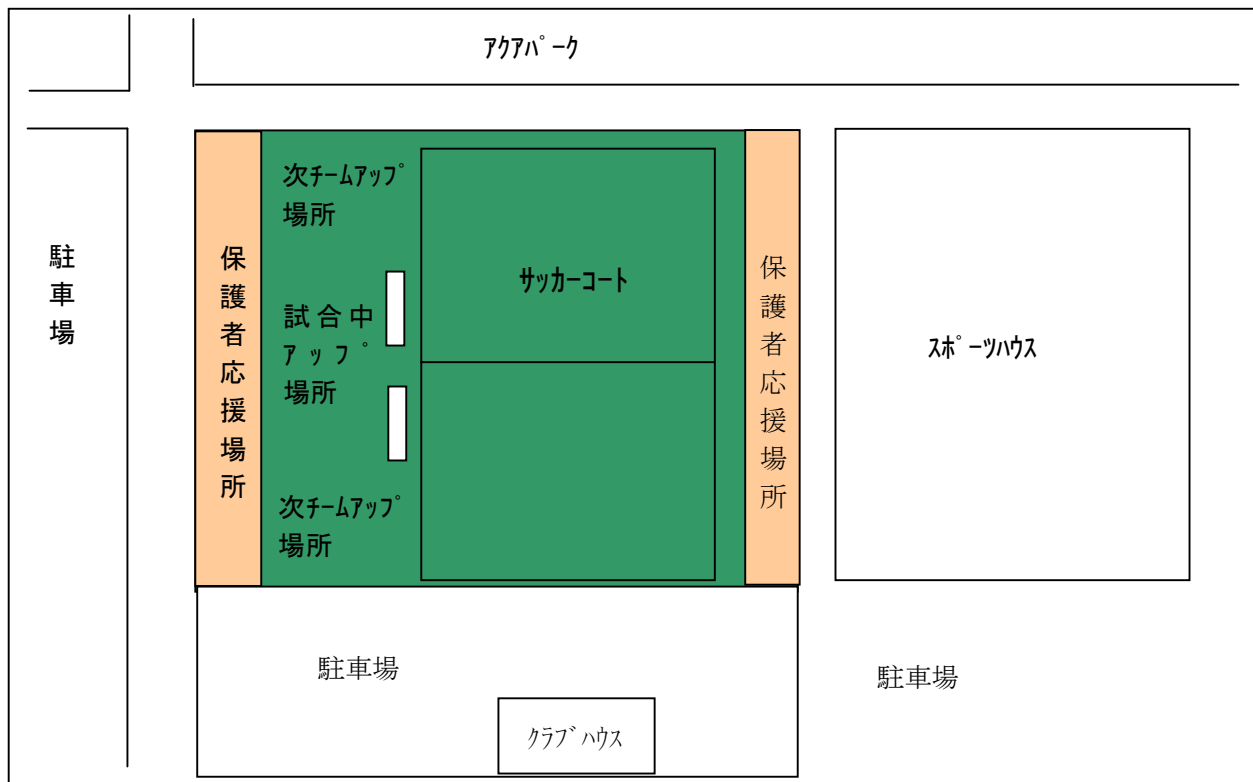 アクアパーク
次チームアップ
場所
試合中
アップ
場所
次チームアップ
場所
サッカーコート
駐車場
保護者応援場所
保護者応援場所
スポーツハウス
駐車場
クラブハウス
駐車場